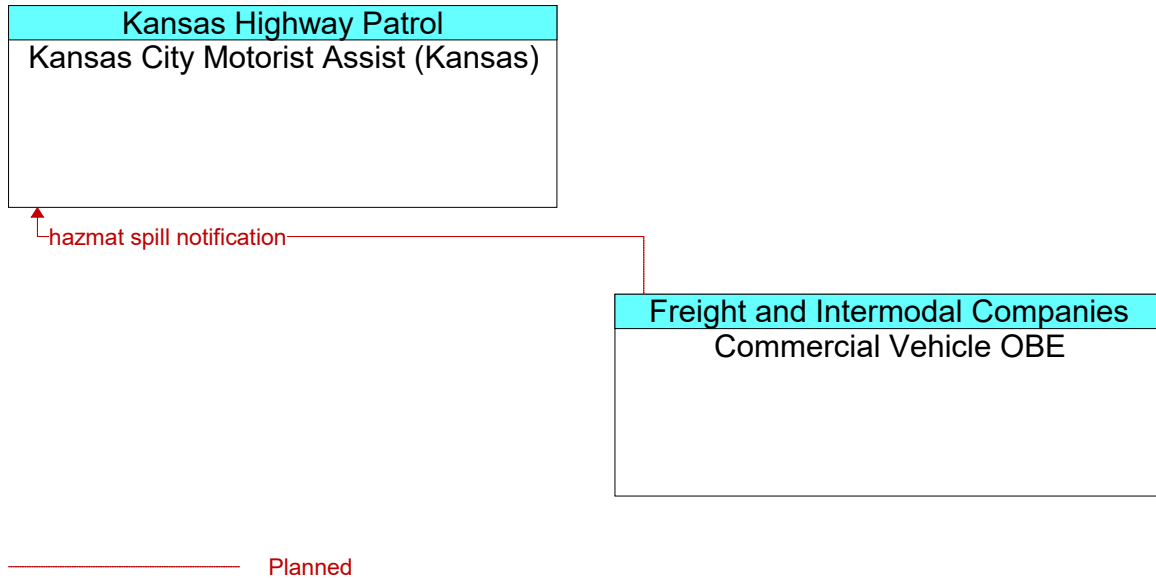 Kansas Highway Patrol
Kansas City Motorist Assist (Kansas)
hazmat spill notification
Freight and Intermodal Companies
Commercial Vehicle OBE
Planned